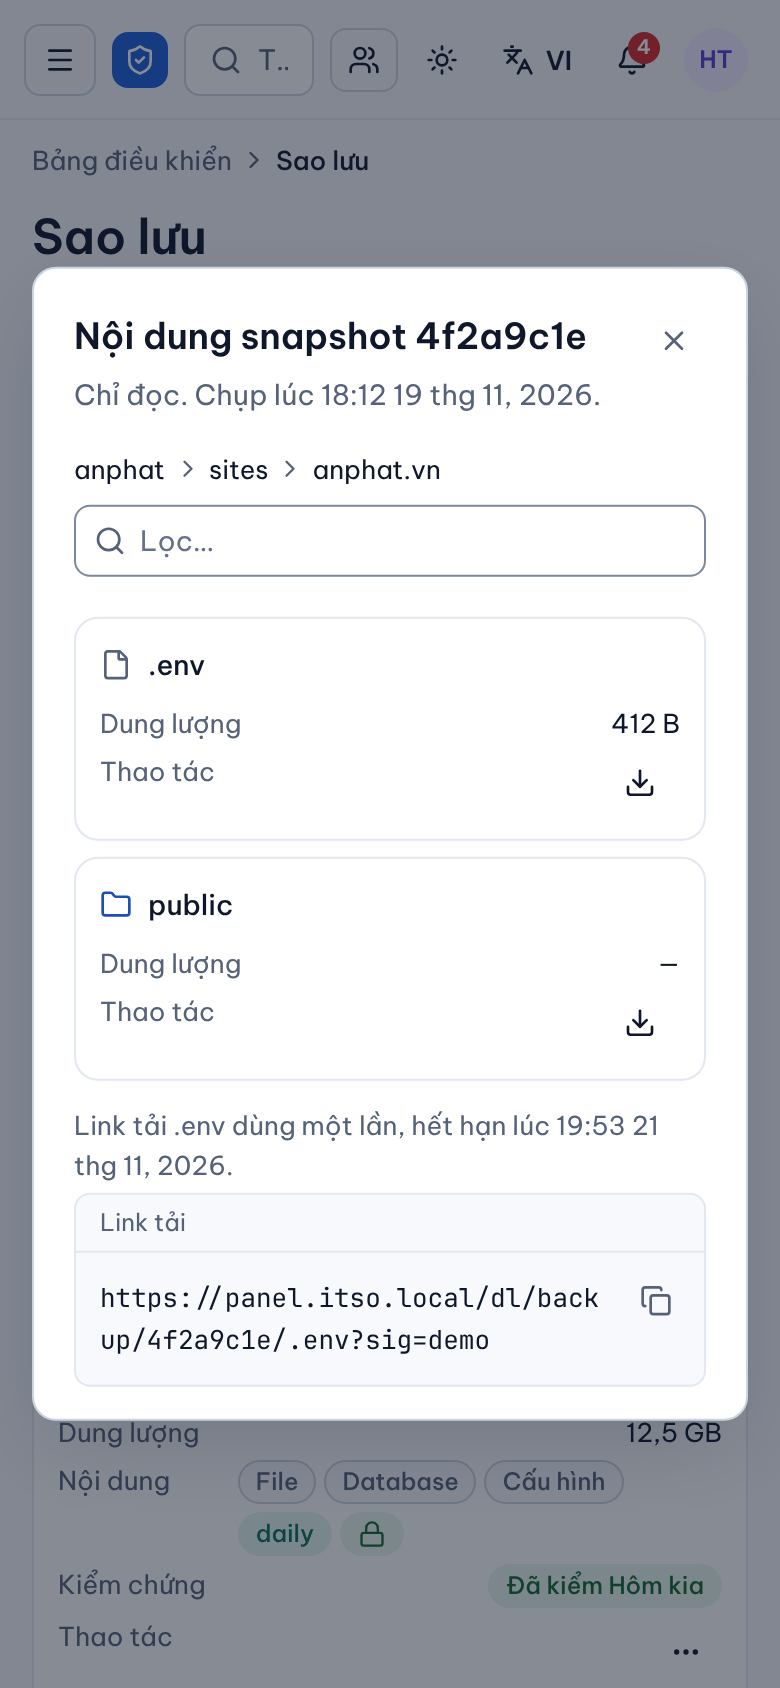 T..
VI
4
HT
Bảng điều khiển > Sao lưu
Sao lưu
Nội dung snapshot 4f2a9c1e
Chỉ đọc. Chụp lúc 18:12 19 thg 11, 2026.
anphat > sites > anphat.vn
Lọc...
.env
Dung lượng 412 B
Thao tác
public
Dung lượng —
Thao tác
Link tải .env dùng một lần, hết hạn lúc 19:53 21
thg 11, 2026.
Link tải
https://panel.itso.local/dl/back
up/4f2a9c1e/.env?sig=demo
Dung lượng 12,5 GB
Nội dung File Database Cấu hình
daily
Kiểm chứng Đã kiểm Hôm kia
Thao tác